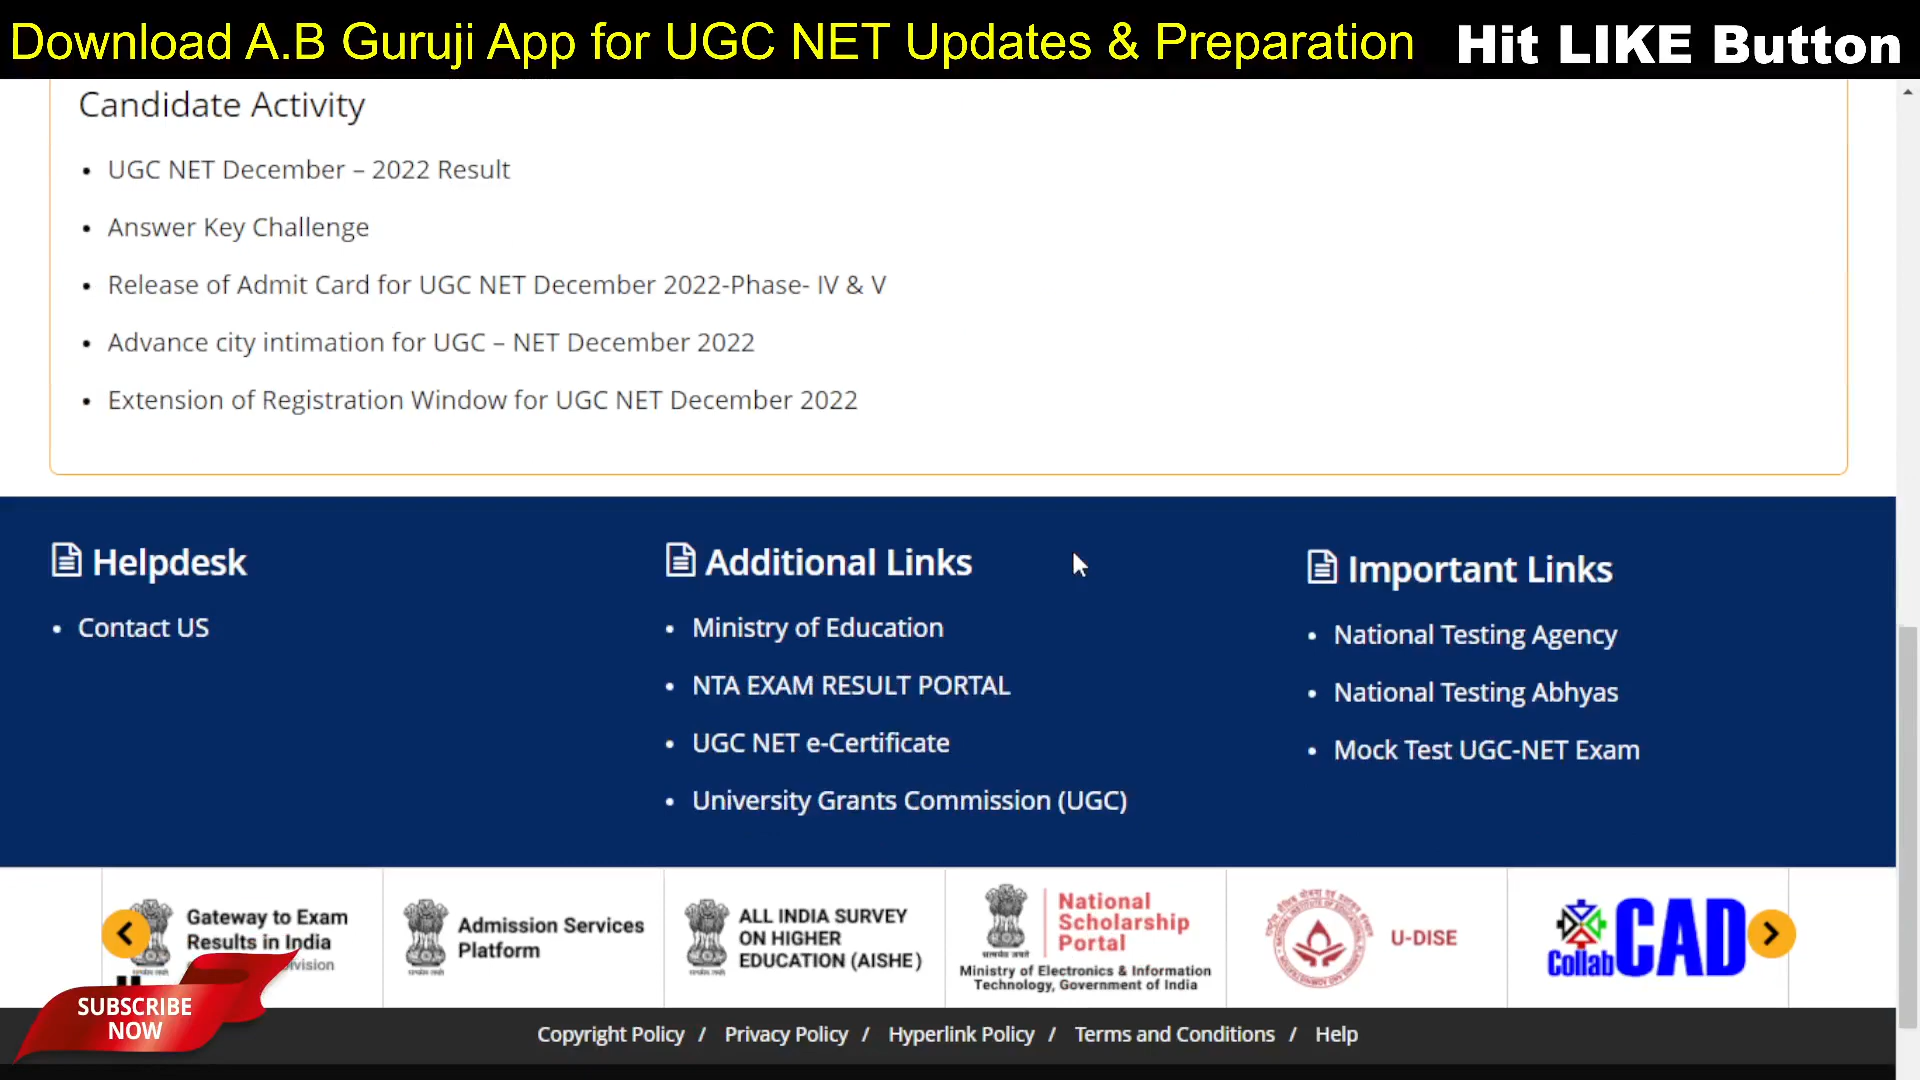 Download A.B Guruji App for UGC NET Updates & Preparation Hit LIKE Button
Candidate Activity
• UGC NET December – 2022 Result
• Answer Key Challenge
• Release of Admit Card for UGC NET December 2022-Phase- IV & V
• Advance city intimation for UGC – NET December 2022
• Extension of Registration Window for UGC NET December 2022
Helpdesk
• Contact US
Additional Links
• Ministry of Education
• NTA EXAM RESULT PORTAL
• UGC NET e-Certificate
• University Grants Commission (UGC)
Important Links
• National Testing Agency
• National Testing Abhyas
• Mock Test UGC-NET Exam
Gateway to Exam
Results in India
Admission Services
Platform
ALL INDIA SURVEY
ON HIGHER
EDUCATION (AISHE)
National
Scholarship
Portal
Ministry of Electronics & Information
Technology, Government of India
U-DISE
CollabCAD
SUBSCRIBE
NOW
Copyright Policy / Privacy Policy / Hyperlink Policy / Terms and Conditions / Help